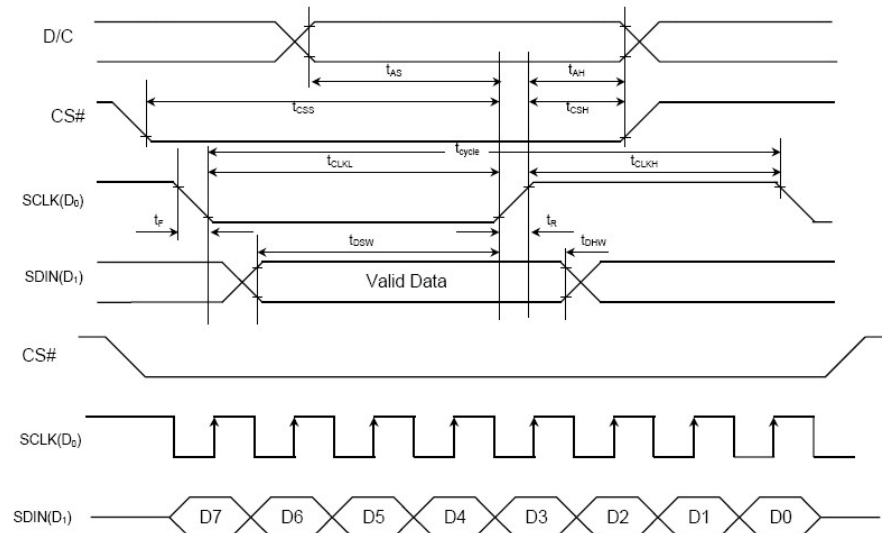 D/C
tAS
tAH
tCSS
tCSH
CS#
tcycle
tCLKL
tCLKH
SCLK(D0)
tF
tR
tDSW
tDHW
SDIN(D1)
Valid Data
CS#
SCLK(D0)
SDIN(D1) D7 D6 D5 D4 D3 D2 D1 D0